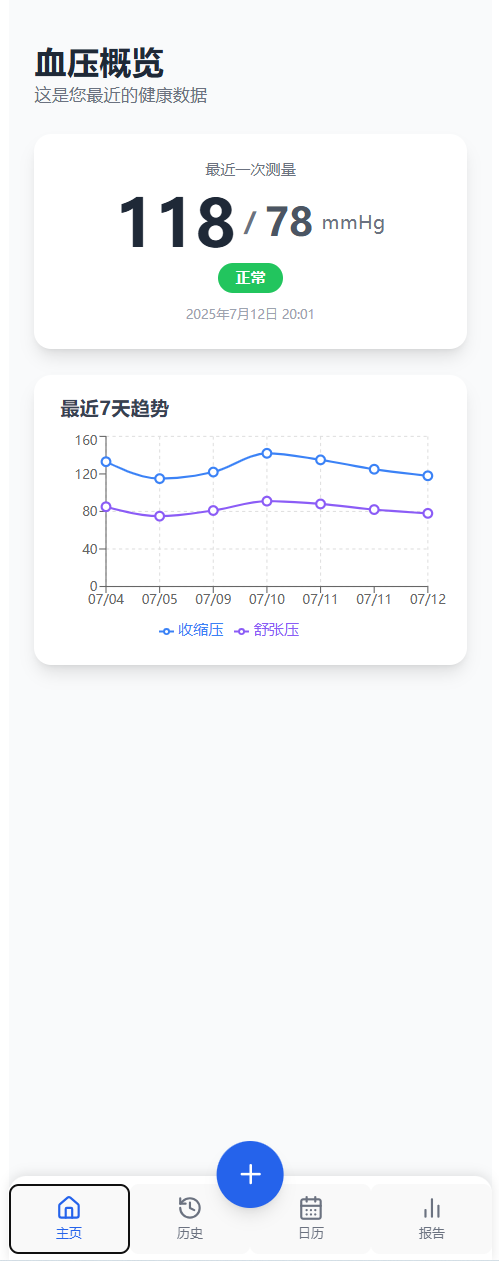 血压概览
这是您最近的健康数据
最近一次测量
118 / 78 mmHg
正常
2025年7月12日 20:01
最近7天趋势
160
120
80
40
0
07/04 07/05 07/09 07/10 07/11 07/11 07/12
收缩压 舒张压
主页 历史 日历 报告